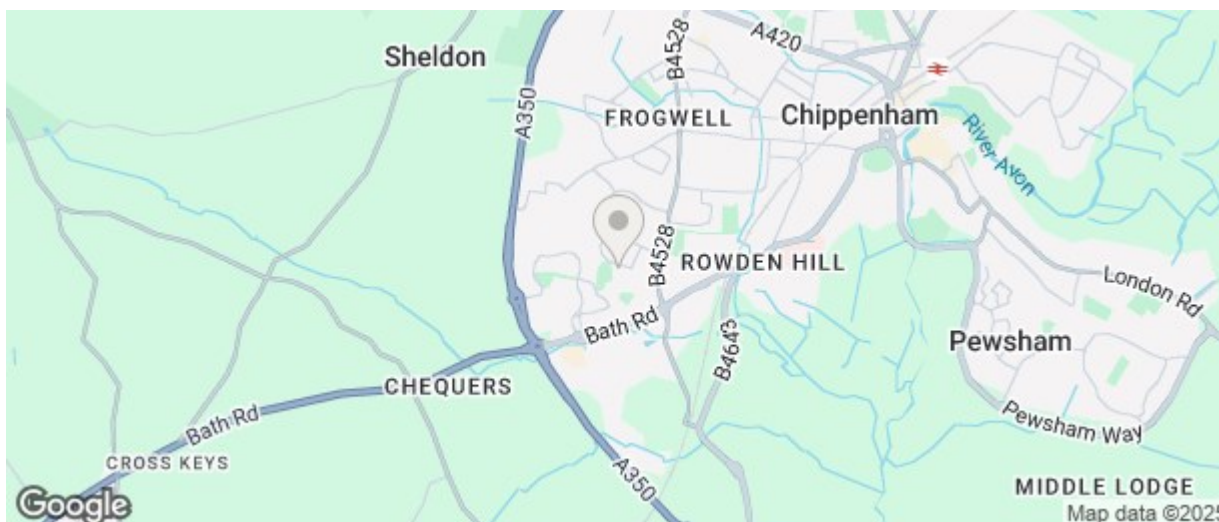 A420
B4528
Sheldon
A350
FROGWELL
Chippenham
River Avon
B4528
ROWDEN HILL
London Rd
Bath Rd
B4643
Pewsham
CHEQUERS
Bath Rd
Pewsham Way
CROSS KEYS
A350
MIDDLE LODGE
Google
Map data ©2025